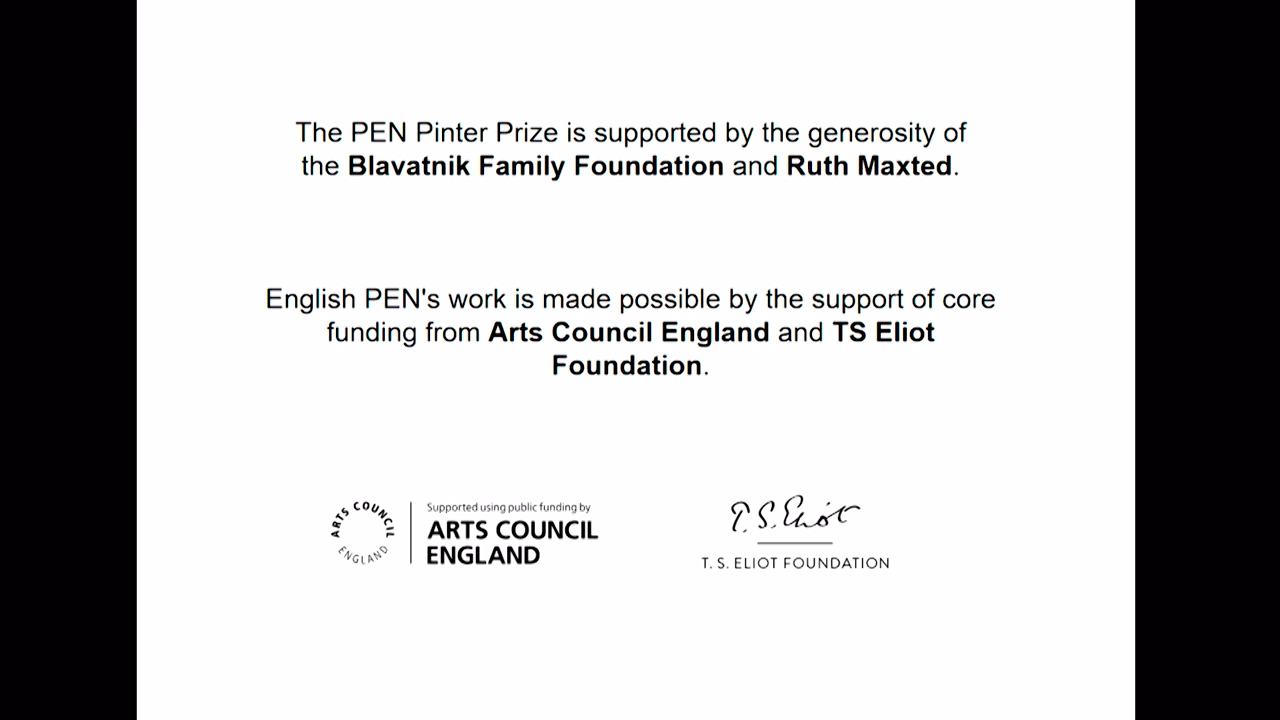 The PEN Pinter Prize is supported by the generosity of
the Blavatnik Family Foundation and Ruth Maxted.
English PEN's work is made possible by the support of core
funding from Arts Council England and TS Eliot
Foundation.
ARTS COUNCIL
ENGLAND
Supported using public funding by
ARTS COUNCIL
ENGLAND
T. S. Eliot
T. S. ELIOT FOUNDATION